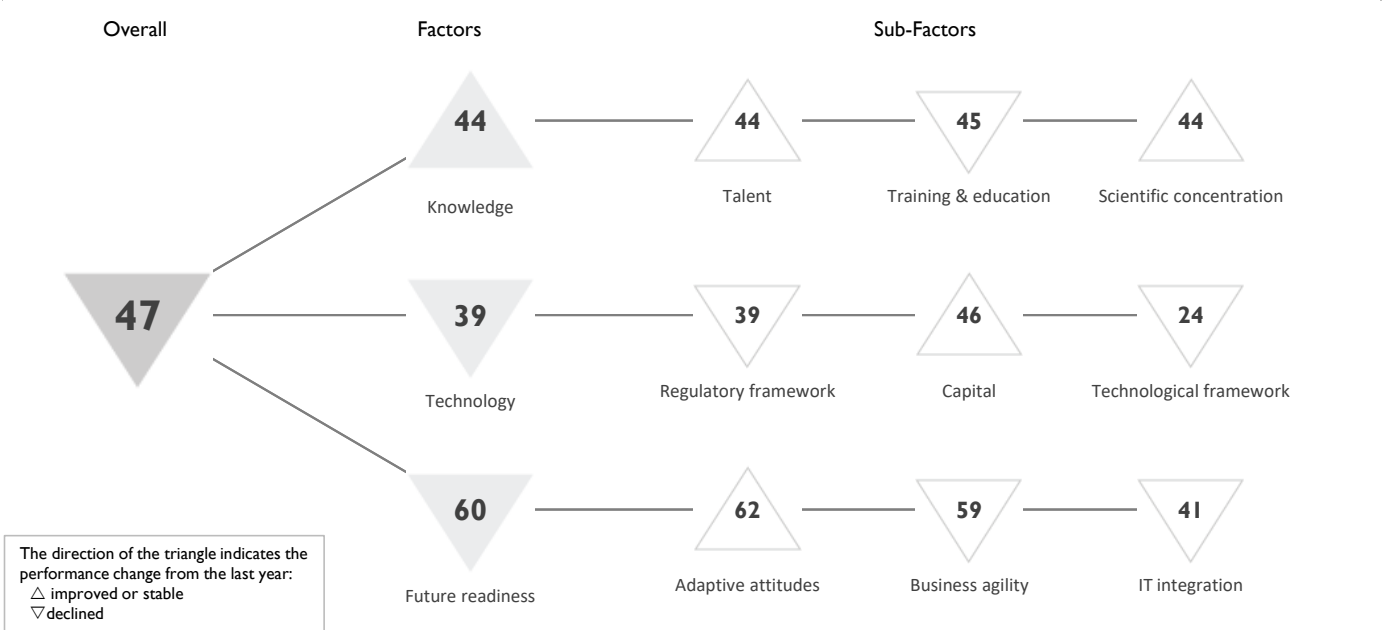 Overall Factors Sub-Factors
44 44 45 44
Knowledge Talent Training & education Scientific concentration
47 39 39 46 24
Technology Regulatory framework Capital Technological framework
60 62 59 41
Future readiness Adaptive attitudes Business agility IT integration
The direction of the triangle indicates the
performance change from the last year:
△ improved or stable
▽ declined